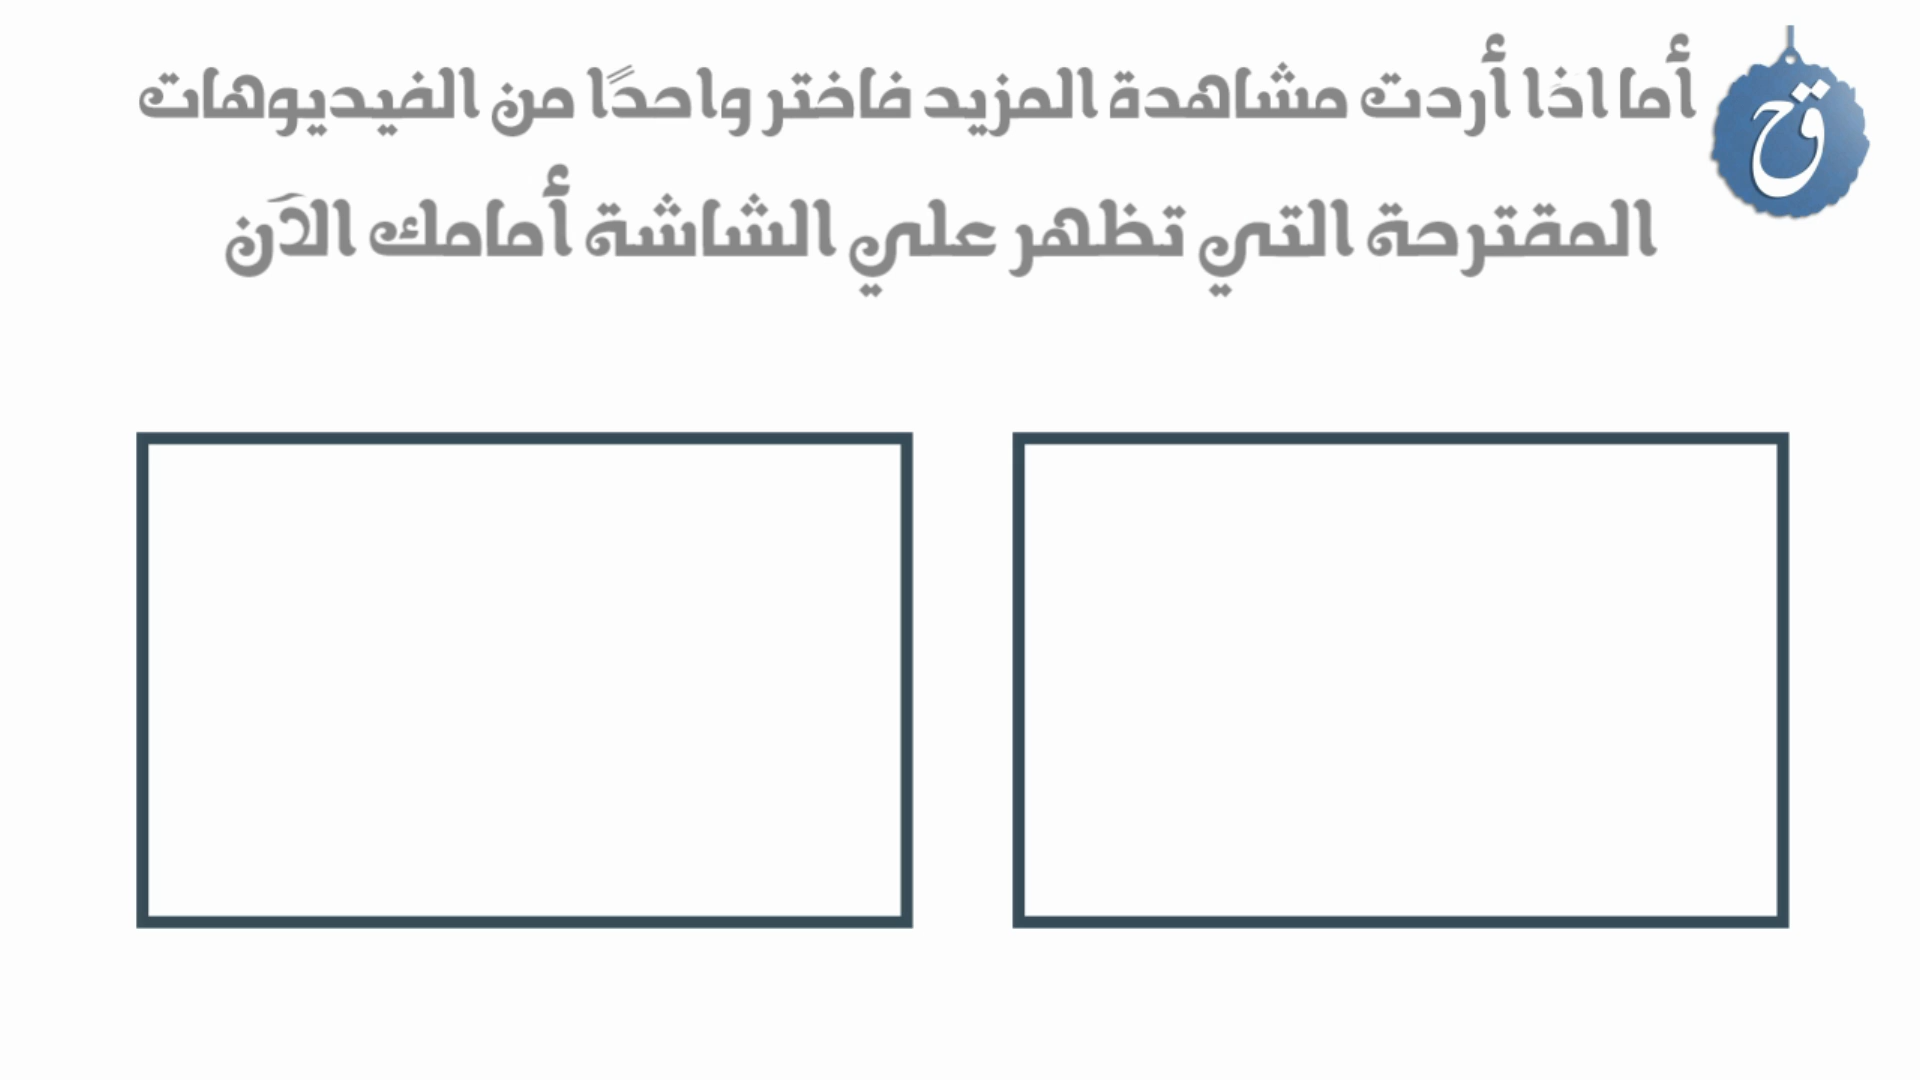 أما اذا أردت مشاهدة المزيد فاختر واحدًا من الفيديوهات
المقترحة التي تظهر علي الشاشة أمامك الآن